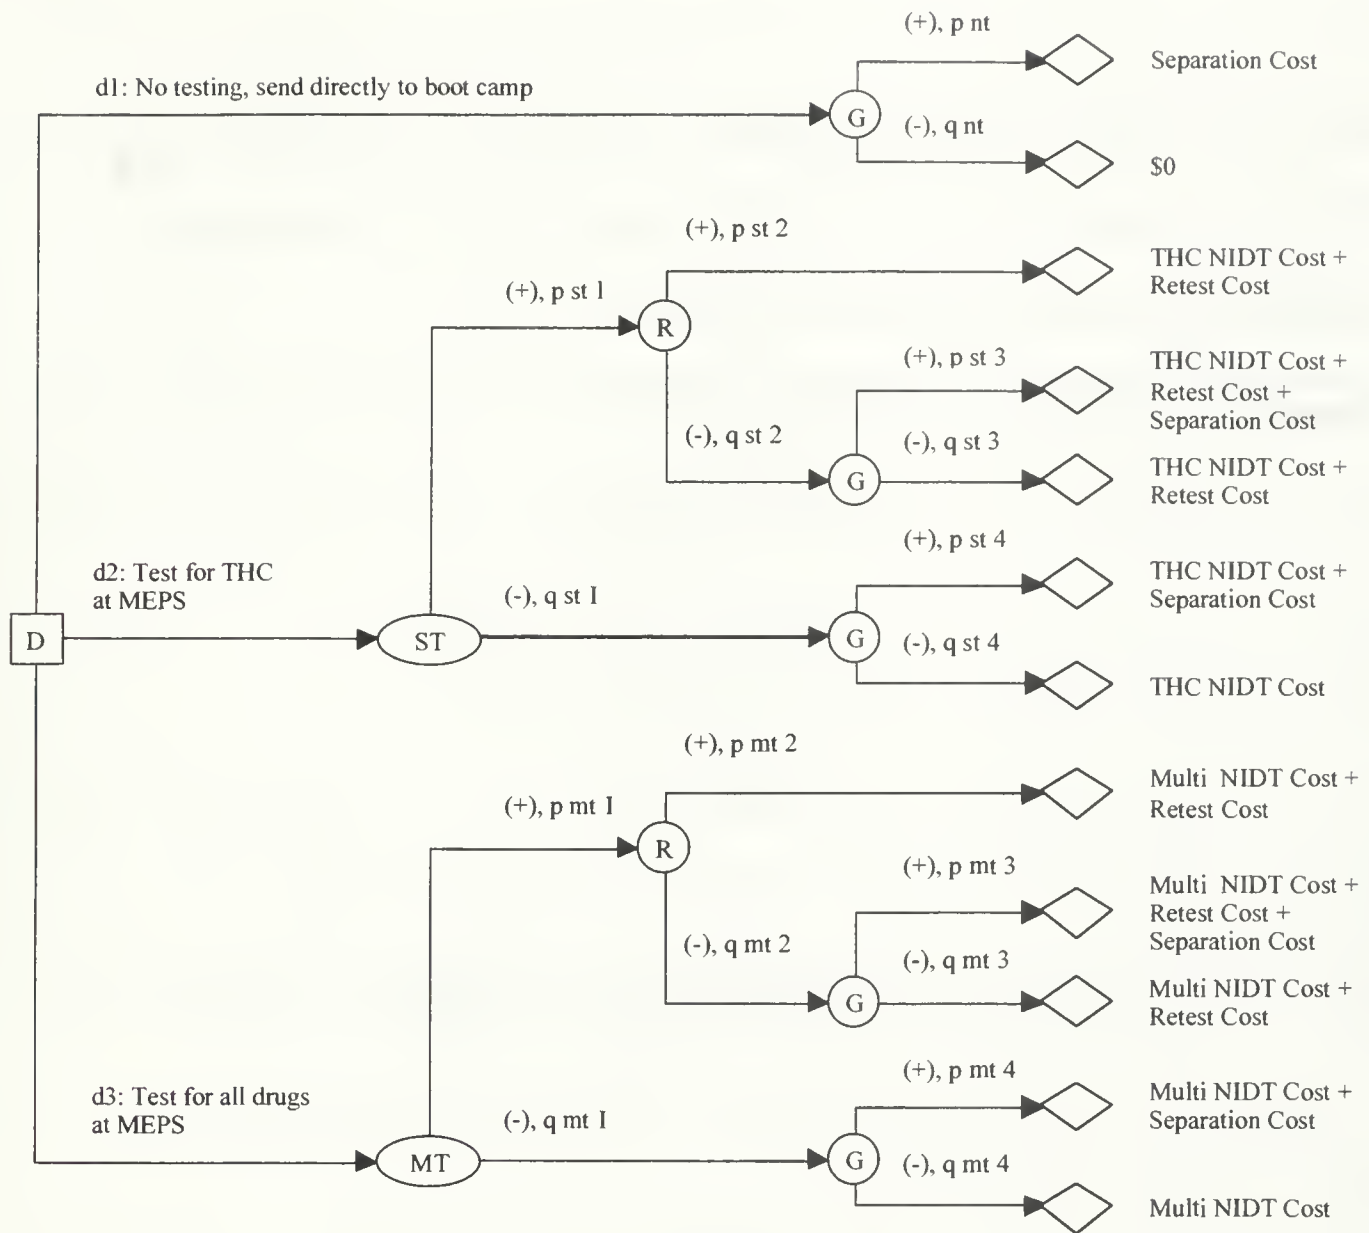 (+), p nt
Separation Cost
d1: No testing, send directly to boot camp
G
(-), q nt
$0
(+), p st 2
THC NIDT Cost +
Retest Cost
(+), p st 1
R
(+), p st 3
THC NIDT Cost +
Retest Cost +
Separation Cost
(-), q st 2
(-), q st 3
G
THC NIDT Cost +
Retest Cost
(+), p st 4
d2: Test for THC
at MEPS
(-), q st I
THC NIDT Cost +
Separation Cost
D
ST
G
(-), q st 4
THC NIDT Cost
(+), p mt 2
Multi NIDT Cost +
Retest Cost
(+), p mt I
R
(+), p mt 3
Multi NIDT Cost +
Retest Cost +
Separation Cost
(-), q mt 2
(-), q mt 3
G
Multi NIDT Cost +
Retest Cost
(+), p mt 4
d3: Test for all drugs
at MEPS
(-), q mt I
Multi NIDT Cost +
Separation Cost
MT
G
(-), q mt 4
Multi NIDT Cost